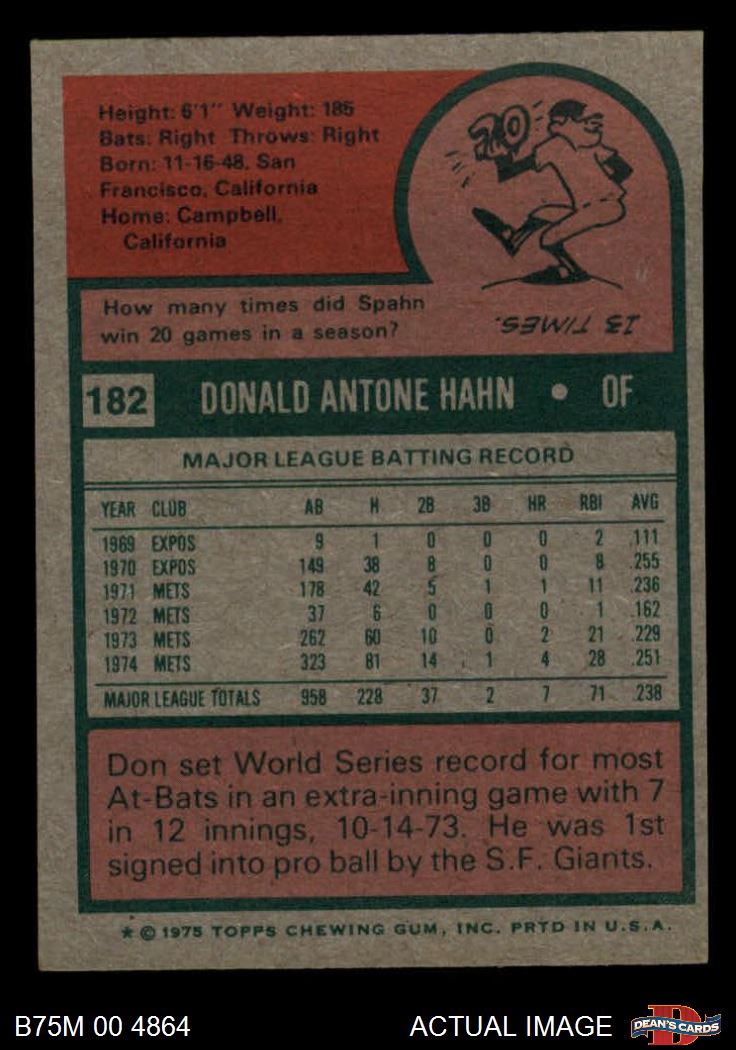 Height: 6'1" Weight: 185
Bats: Right Throws: Right
Born: 11-16-48, San
Francisco, California
Home: Campbell,
California
20
How many times did Spahn
win 20 games in a season?
13 TIMES.
182 DONALD ANTONE HAHN • OF
MAJOR LEAGUE BATTING RECORD
YEAR CLUB AB H 2B 3B HR RBI AVG
1969 EXPOS 9 1 0 0 0 2 .111
1970 EXPOS 149 38 8 0 0 8 .255
1971 METS 178 42 5 1 1 11 .236
1972 METS 37 6 0 0 0 1 .162
1973 METS 262 60 10 0 2 21 .229
1974 METS 323 81 14 1 4 28 .251
MAJOR LEAGUE TOTALS 958 228 37 2 7 71 .238
Don set World Series record for most
At-Bats in an extra-inning game with 7
in 12 innings, 10-14-73. He was 1st
signed into pro ball by the S.F. Giants.
* © 1975 TOPPS CHEWING GUM, INC. PRTD IN U.S.A.
B75M 00 4864 ACTUAL IMAGE D DEAN'S CARDS